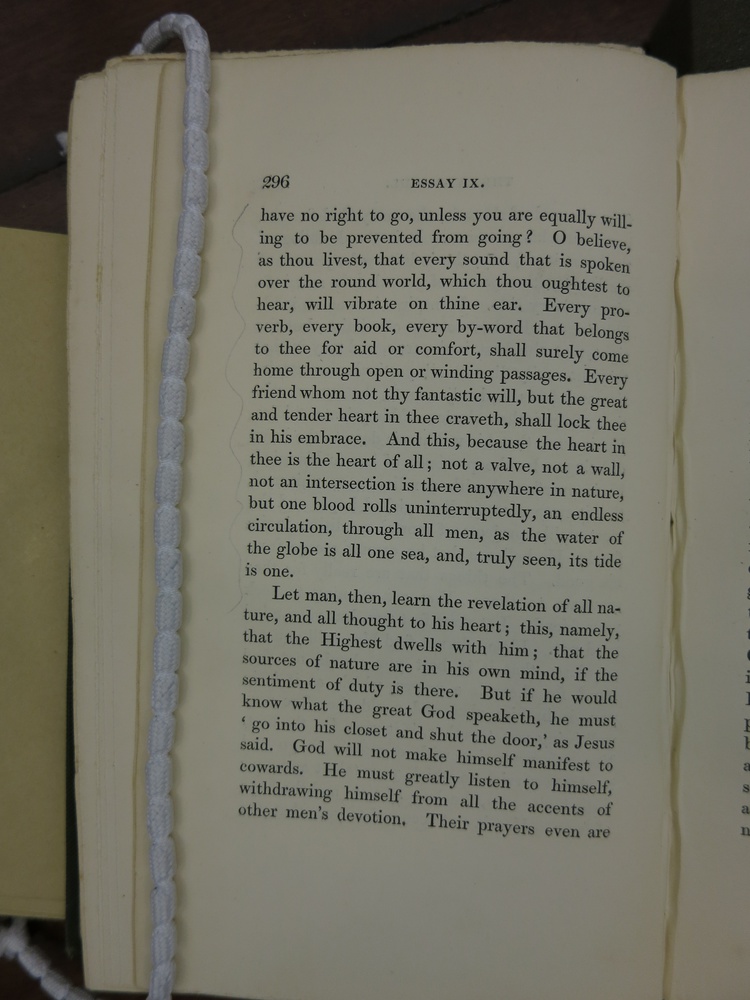 296
ESSAY IX.
have no right to go, unless you are equally will-
ing to be prevented from going? O believe,
as thou livest, that every sound that is spoken
over the round world, which thou oughtest to
hear, will vibrate on thine ear. Every pro-
verb, every book, every by-word that belongs
to thee for aid or comfort, shall surely come
home through open or winding passages. Every
friend whom not thy fantastic will, but the great
and tender heart in thee craveth, shall lock thee
in his embrace. And this, because the heart in
thee is the heart of all; not a valve, not a wall,
not an intersection is there anywhere in nature,
but one blood rolls uninterruptedly, an endless
circulation, through all men, as the water of
the globe is all one sea, and, truly seen, its tide
is one.
Let man, then, learn the revelation of all na-
ture, and all thought to his heart; this, namely,
that the Highest dwells with him; that the
sources of nature are in his own mind, if the
sentiment of duty is there. But if he would
know what the great God speaketh, he must
‘ go into his closet and shut the door,’ as Jesus
said. God will not make himself manifest to
cowards. He must greatly listen to himself,
withdrawing himself from all the accents of
other men's devotion. Their prayers even are